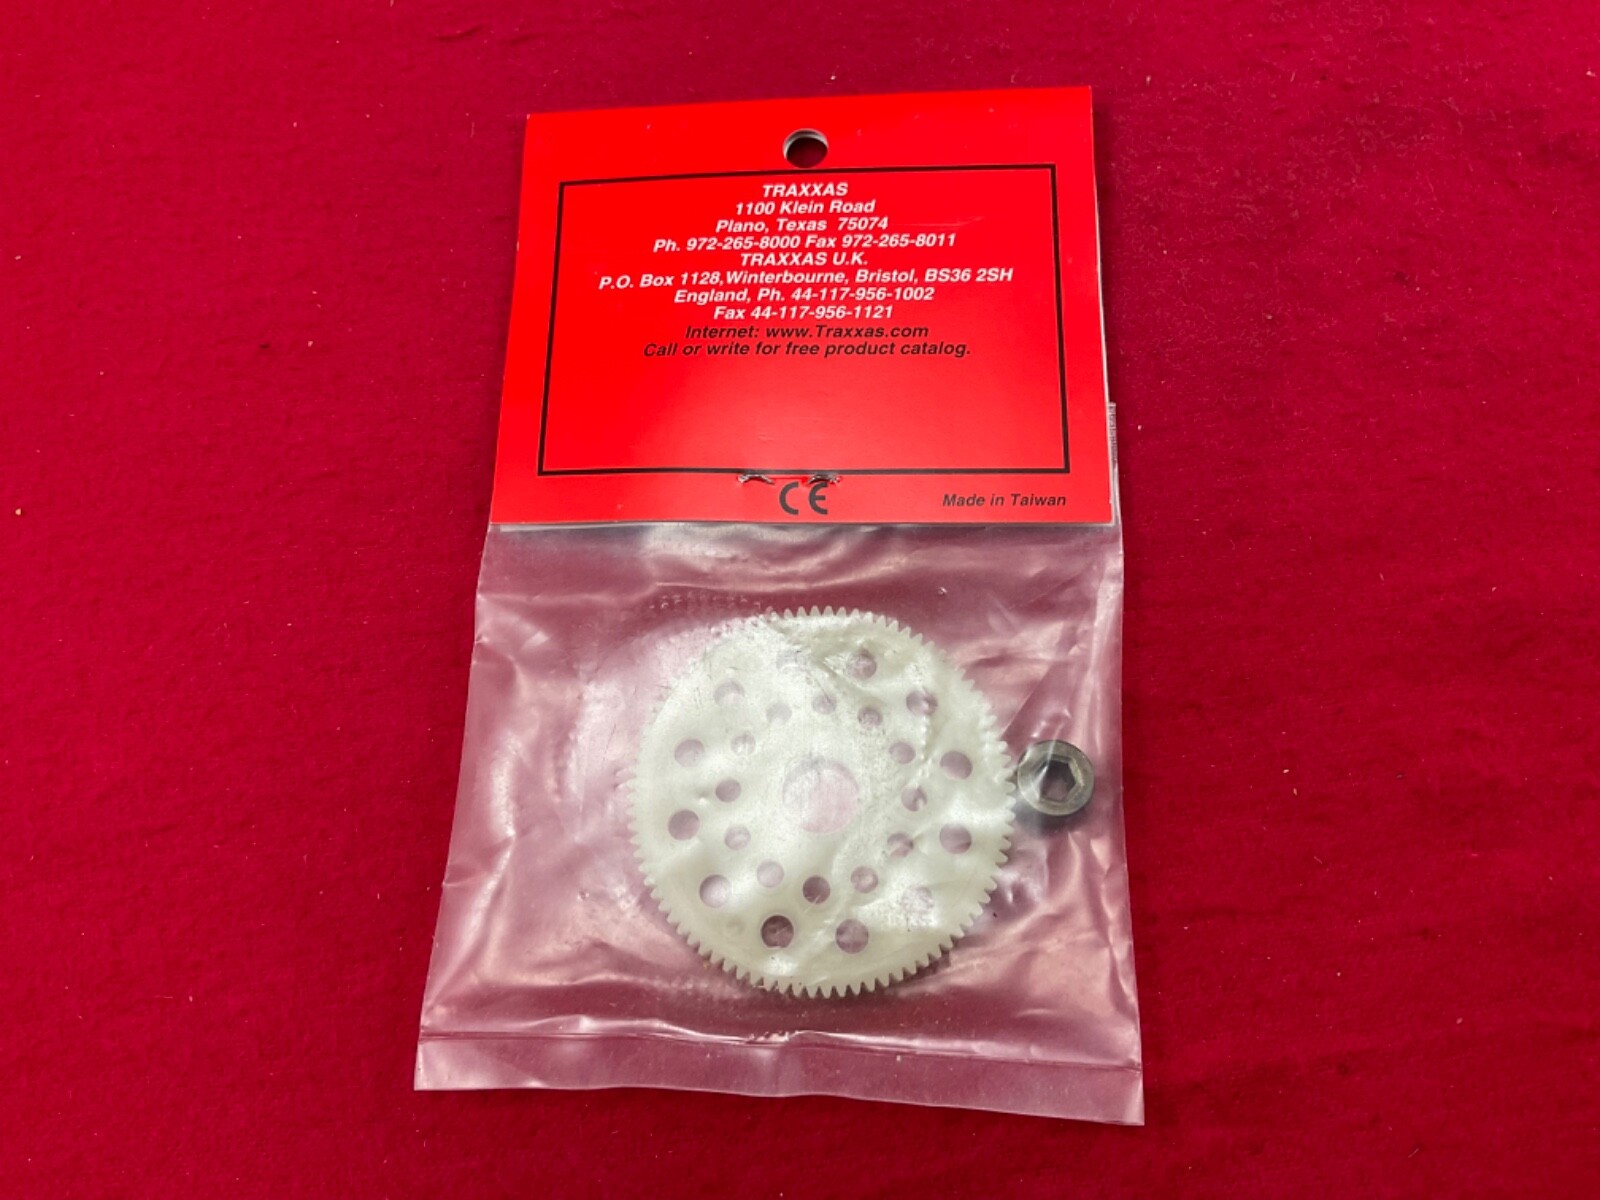 TRAXXAS
1100 Klein Road
Plano, Texas 75074
Ph. 972-265-8000 Fax 972-265-8011
TRAXXAS U.K.
P.O. Box 1128,Winterbourne, Bristol, BS36 2SH
England, Ph. 44-117-956-1002
Fax 44-117-956-1121
Internet: www.Traxxas.com
Call or write for free product catalog.
CE
Made in Taiwan